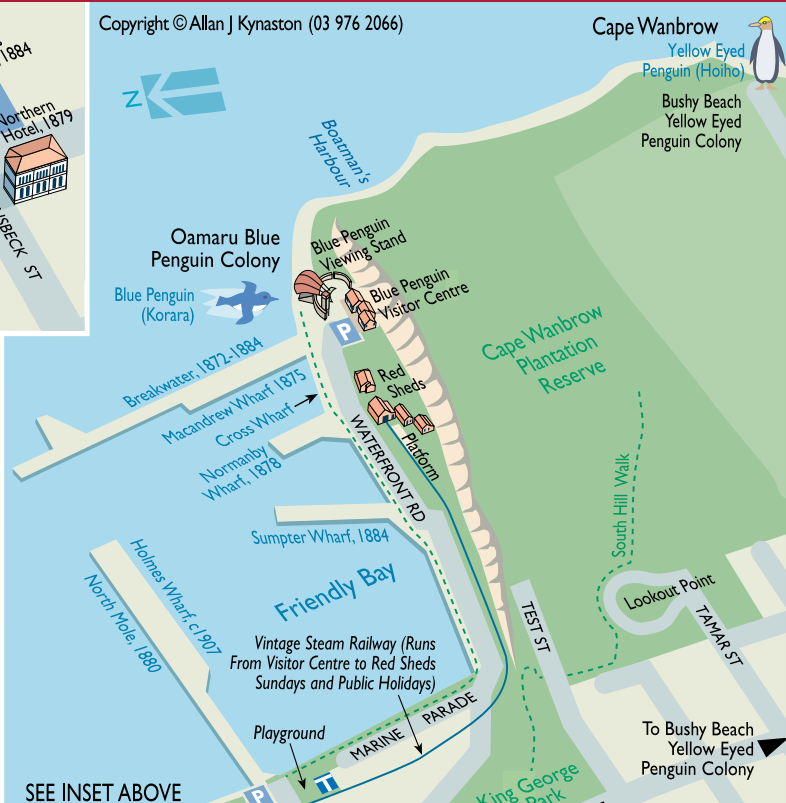 Copyright © Allan J Kynaston (03 976 2066)
1884
Northern
Hotel, 1879
ISBECK ST
N
Cape Wanbrow
Yellow Eyed
Penguin (Hoiho)
Bushy Beach
Yellow Eyed
Penguin Colony
Boatman's
Harbour
Oamaru Blue
Penguin Colony
Blue Penguin
(Korara)
Blue Penguin
Viewing Stand
Blue Penguin
Visitor Centre
P
Cape Wanbrow
Plantation
Reserve
Breakwater, 1872-1884
Macandrew Wharf 1875
Cross Wharf
Normanby
Wharf, 1878
Red
Sheds
Platform
WATERFRONT RD
South Hill Walk
Sumpter Wharf, 1884
Friendly Bay
Holmes Wharf, c1907
North Mole, 1880
Lookout Point
TEST ST
TAMAR ST
Vintage Steam Railway (Runs
From Visitor Centre to Red Sheds
Sundays and Public Holidays)
MARINE PARADE
Playground
T
To Bushy Beach
Yellow Eyed
Penguin Colony
P
King George
Park
SEE INSET ABOVE